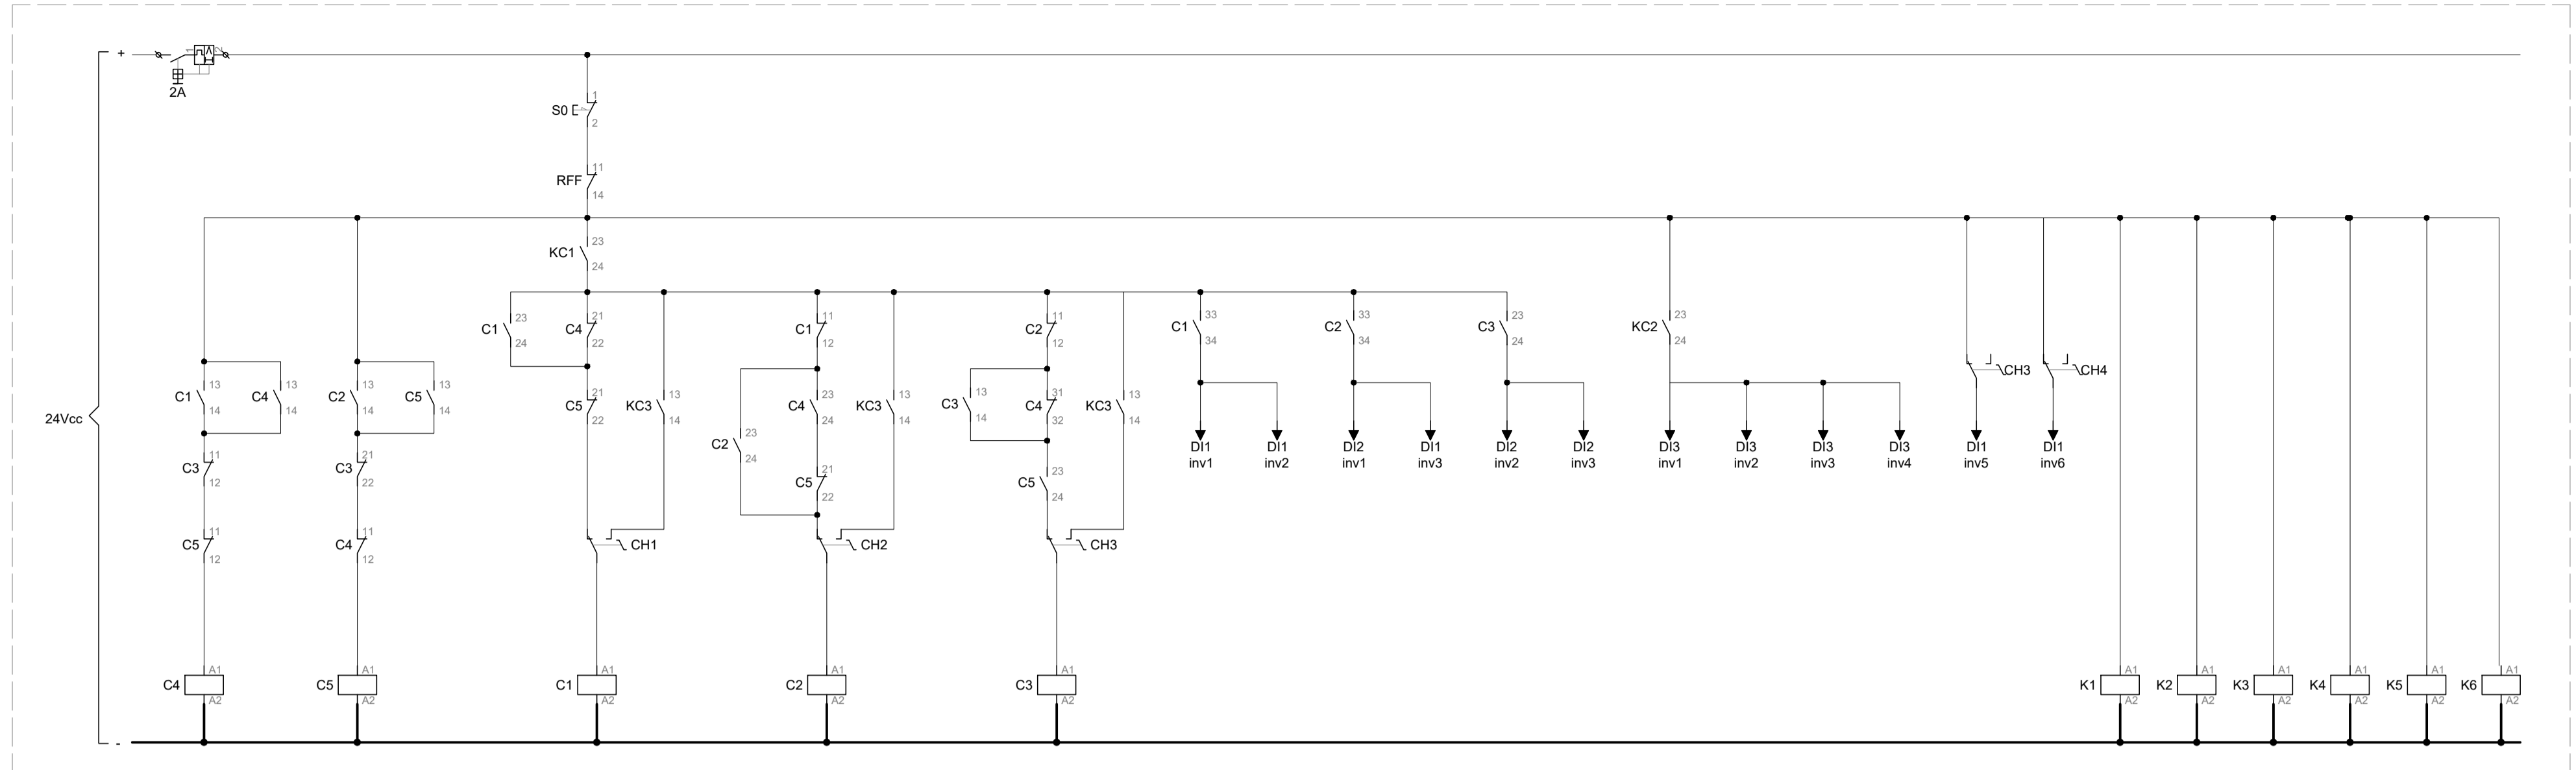 +
1
2
2A
S0
1
2
RFF
11
14
KC1
23
24
C1
23
24
C4
21
22
C1
11
12
C2
11
12
C1
33
34
C2
33
34
C3
23
24
KC2
23
24
CH3
CH4
C1
13
14
C4
13
14
C2
13
14
C5
13
14
C5
21
22
KC3
13
14
C4
23
24
KC3
13
14
C3
13
14
C4
31
32
KC3
13
14
24Vcc
C2
23
24
DI1
inv1
DI1
inv2
DI2
inv1
DI1
inv3
DI2
inv2
DI2
inv3
DI3
inv1
DI3
inv2
DI3
inv3
DI3
inv4
DI1
inv5
DI1
inv6
C3
11
12
C3
21
22
C5
21
22
C5
23
24
C5
11
12
C4
11
12
CH1
CH2
CH3
C4
A1
A2
C5
A1
A2
C1
A1
A2
C2
A1
A2
C3
A1
A2
K1
A1
A2
K2
A1
A2
K3
A1
A2
K4
A1
A2
K5
A1
A2
K6
A1
A2
-